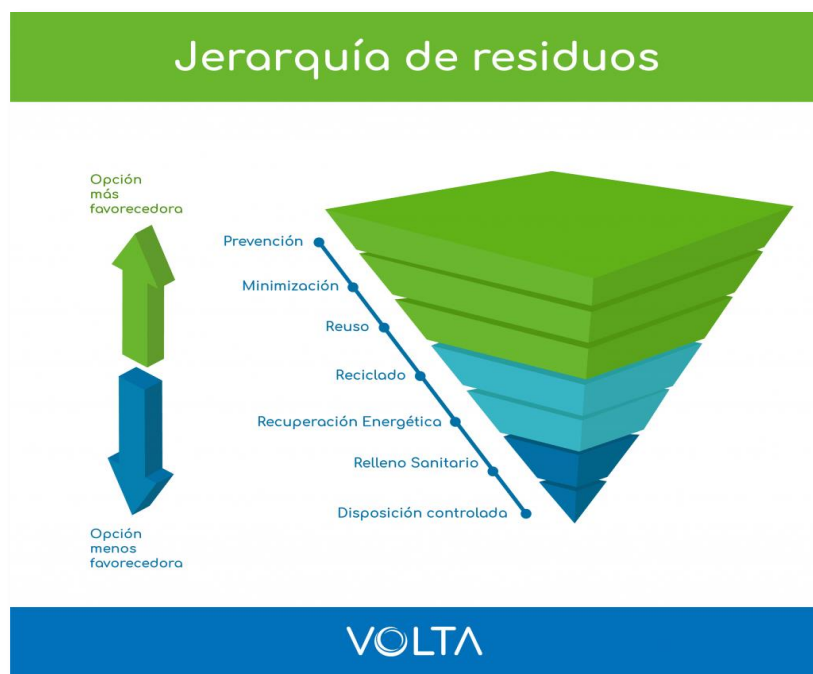 Jerarquía de residuos
Opción
más
favorecedora
Prevención
Minimización
Reuso
Reciclado
Recuperación Energética
Relleno Sanitario
Disposición controlada
Opción
menos
favorecedora
VOLTA